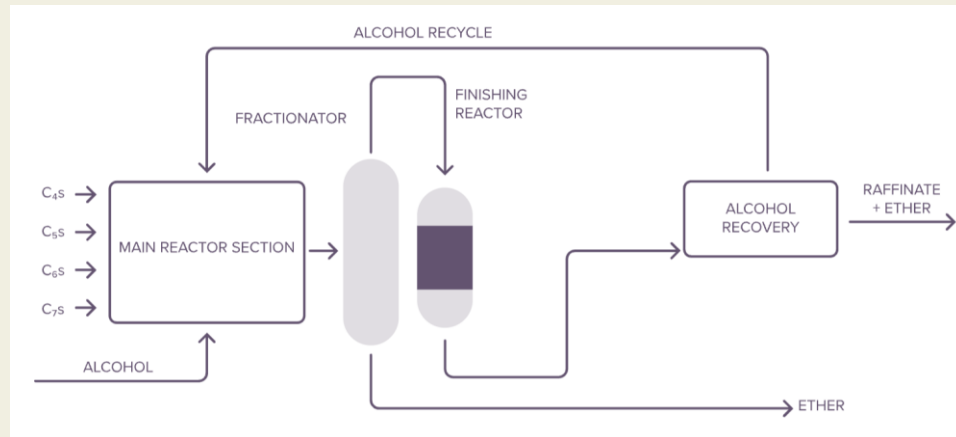 ALCOHOL RECYCLE
FRACTIONATOR
FINISHING
REACTOR
C₄s
C₅s
C₆s
C₇s
MAIN REACTOR SECTION
ALCOHOL
RECOVERY
RAFFINATE
+ ETHER
ALCOHOL
ETHER